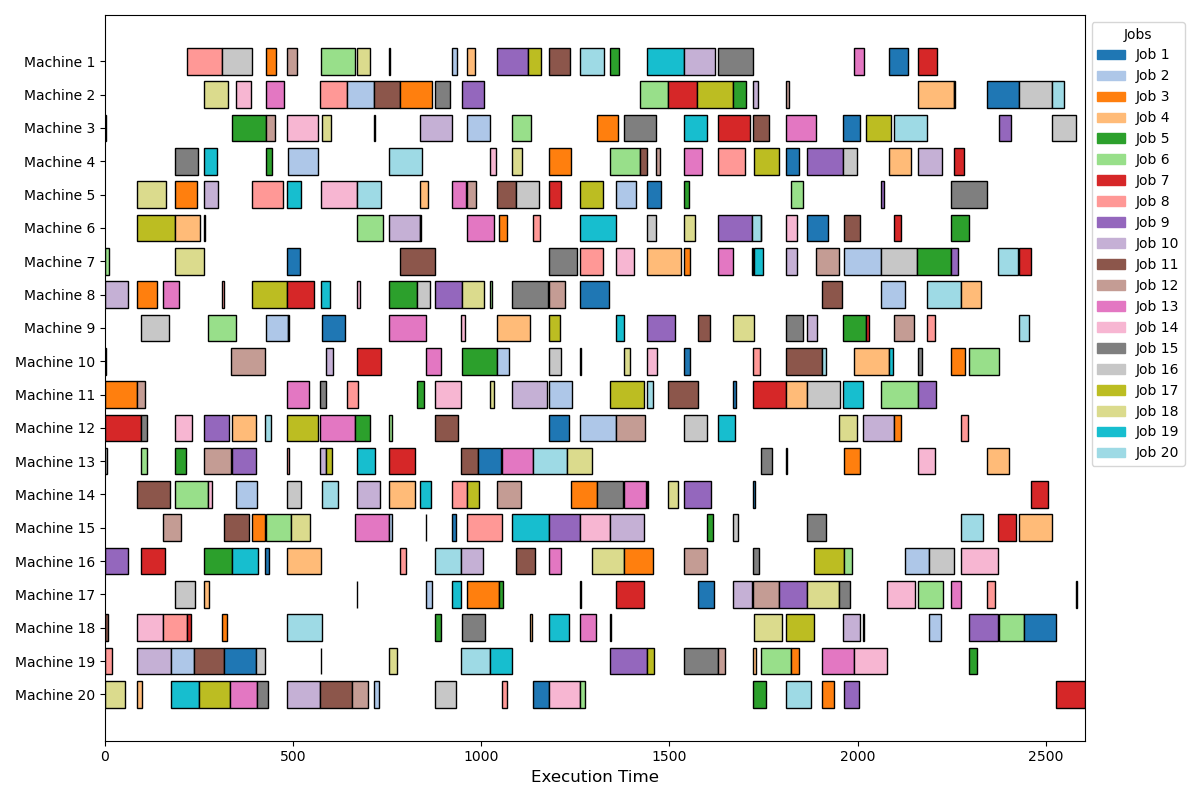 Machine 1
Machine 2
Machine 3
Machine 4
Machine 5
Machine 6
Machine 7
Machine 8
Machine 9
Machine 10
Machine 11
Machine 12
Machine 13
Machine 14
Machine 15
Machine 16
Machine 17
Machine 18
Machine 19
Machine 20
0 500 1000 1500 2000 2500
Execution Time
Jobs
Job 1
Job 2
Job 3
Job 4
Job 5
Job 6
Job 7
Job 8
Job 9
Job 10
Job 11
Job 12
Job 13
Job 14
Job 15
Job 16
Job 17
Job 18
Job 19
Job 20